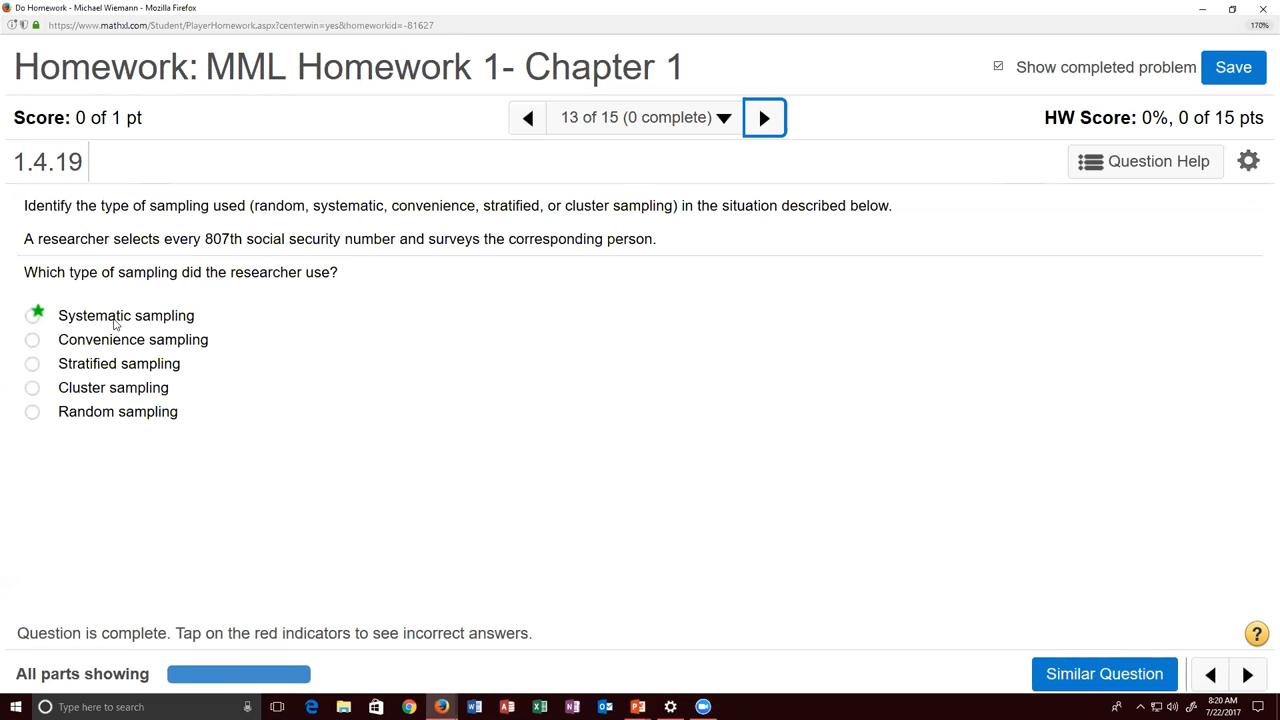 Do Homework - Michael Wiemann - Mozilla Firefox
https://www.mathxl.com/Student/PlayerHomework.aspx?centerwin=yes&homeworkid=-81627
170%
Homework: MML Homework 1- Chapter 1
Show completed problem
Save
Score: 0 of 1 pt
13 of 15 (0 complete)
HW Score: 0%, 0 of 15 pts
1.4.19
Question Help
Identify the type of sampling used (random, systematic, convenience, stratified, or cluster sampling) in the situation described below.
A researcher selects every 807th social security number and surveys the corresponding person.
Which type of sampling did the researcher use?
Systematic sampling
Convenience sampling
Stratified sampling
Cluster sampling
Random sampling
Question is complete. Tap on the red indicators to see incorrect answers.
?
All parts showing
Similar Question
Type here to search
8:20 AM
7/22/2017